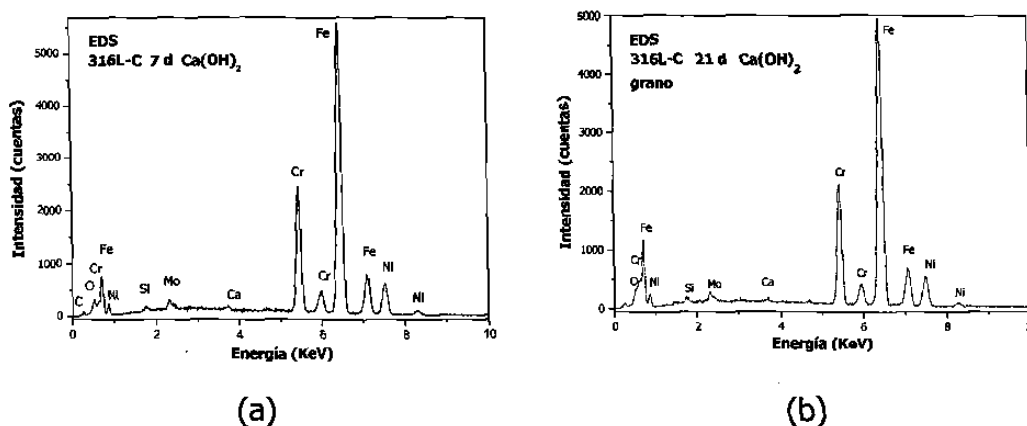 EDS
316L-C 7 d Ca(OH)2
Intensidad (cuentas)
5000
4000
3000
2000
1000
0
Fe
Cr
C
O
Cr
Fe
Ni
Si
Mo
Ca
Cr
Fe
Ni
Ni
0
2
4
6
8
10
Energía (KeV)
(a)
EDS
316L-C 21 d Ca(OH)2
grano
Intensidad (cuentas)
5000
4000
3000
2000
1000
0
Fe
Cr
Fe
Cr
O
Ni
Si
Mo
Ca
Cr
Fe
Ni
Ni
0
2
4
6
8
Energía (KeV)
(b)